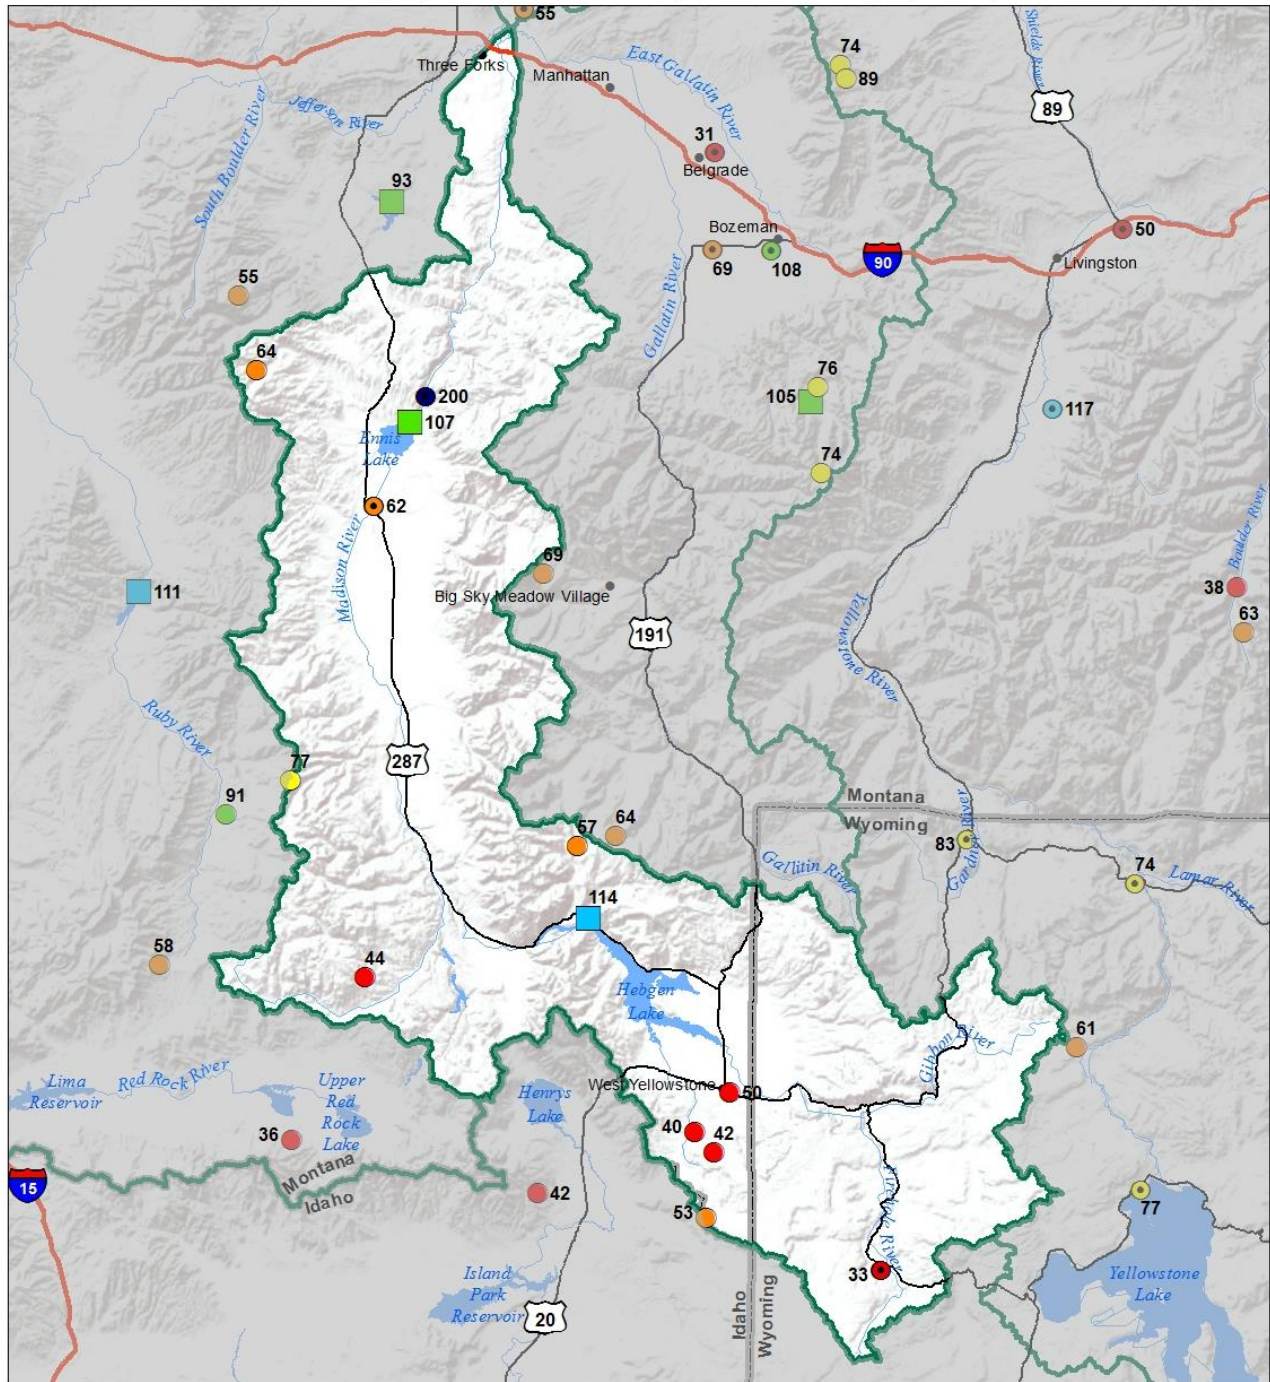 55
Three Forks
Manhattan
East Gallatin River
74
89
Shields River
89
Jefferson River
South Boulder River
31
Belgrade
93
Bozeman
69
108
90
50
Livingston
55
Gallatin River
64
76
105
200
107
117
Ennis
Lake
74
62
Madison River
69
Big Sky Meadow Village
Boulder River
38
63
111
191
Yellowstone River
Ruby River
77
287
91
Montana
Wyoming
57
64
83
Gardner River
Gallitin River
74
Lamar River
114
58
44
Hebgen
Lake
Gibbon River
61
Lima
Reservoir
Red Rock River
Upper
Red
Rock
Lake
Henrys
Lake
West Yellowstone
50
40
42
36
Montana
Idaho
15
42
53
Firehole River
77
33
Island
Park
Reservoir
20
Idaho
Wyoming
Yellowstone
Lake